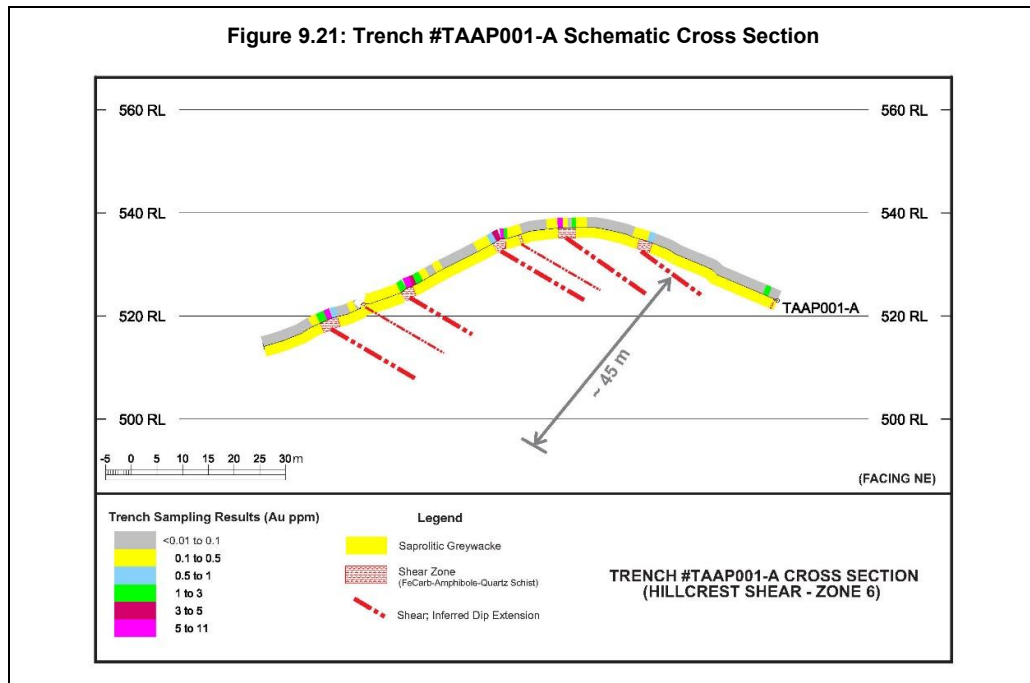 Figure 9.21: Trench #TAAP001-A Schematic Cross Section
560 RL 560 RL
540 RL 540 RL
520 RL 520 RL
TAAP001-A
~ 45 m
500 RL 500 RL
-5 0 5 10 15 20 25 30 m
(FACING NE)
Trench Sampling Results (Au ppm)
<0.01 to 0.1
0.1 to 0.5
0.5 to 1
1 to 3
3 to 5
5 to 11
Legend
Saprolitic Greywacke
Shear Zone
(FeCarb-Amphibole-Quartz Schist)
Shear; Inferred Dip Extension
TRENCH #TAAP001-A CROSS SECTION
(HILLCREST SHEAR - ZONE 6)